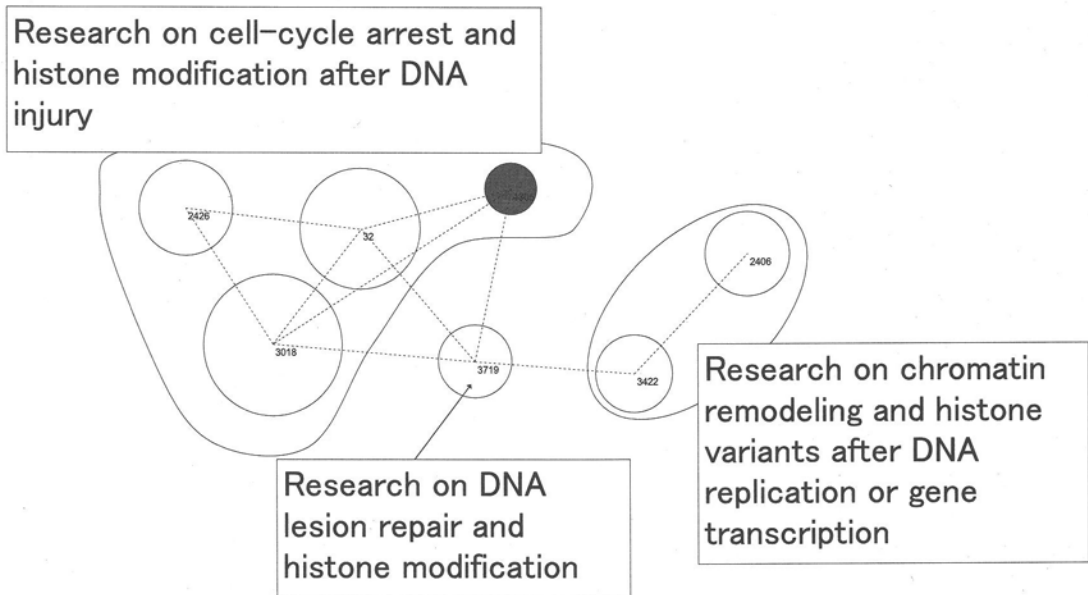 Research on cell-cycle arrest and
histone modification after DNA
injury
2426
32
2406
3018
3719
3422
Research on chromatin
remodeling and histone
variants after DNA
replication or gene
transcription
Research on DNA
lesion repair and
histone modification